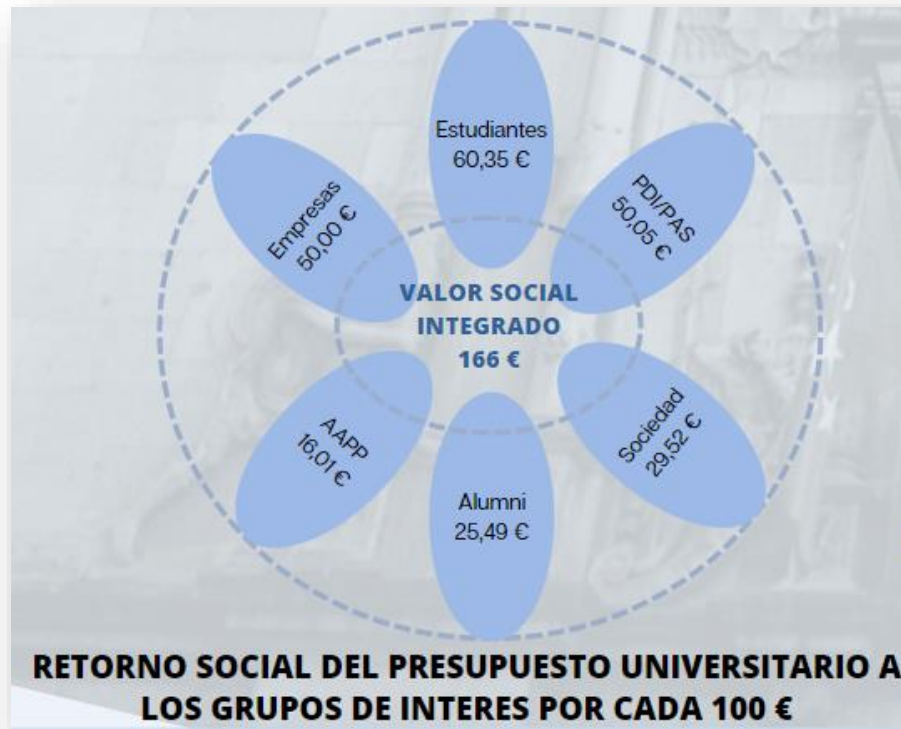 Estudiantes
60,35 €
PDI/PAS
50,05 €
Empresas
50,00 €
VALOR SOCIAL
INTEGRADO
166 €
Sociedad
29,52 €
AAPP
16,01 €
Alumni
25,49 €
RETORNO SOCIAL DEL PRESUPUESTO UNIVERSITARIO A
LOS GRUPOS DE INTERES POR CADA 100 €